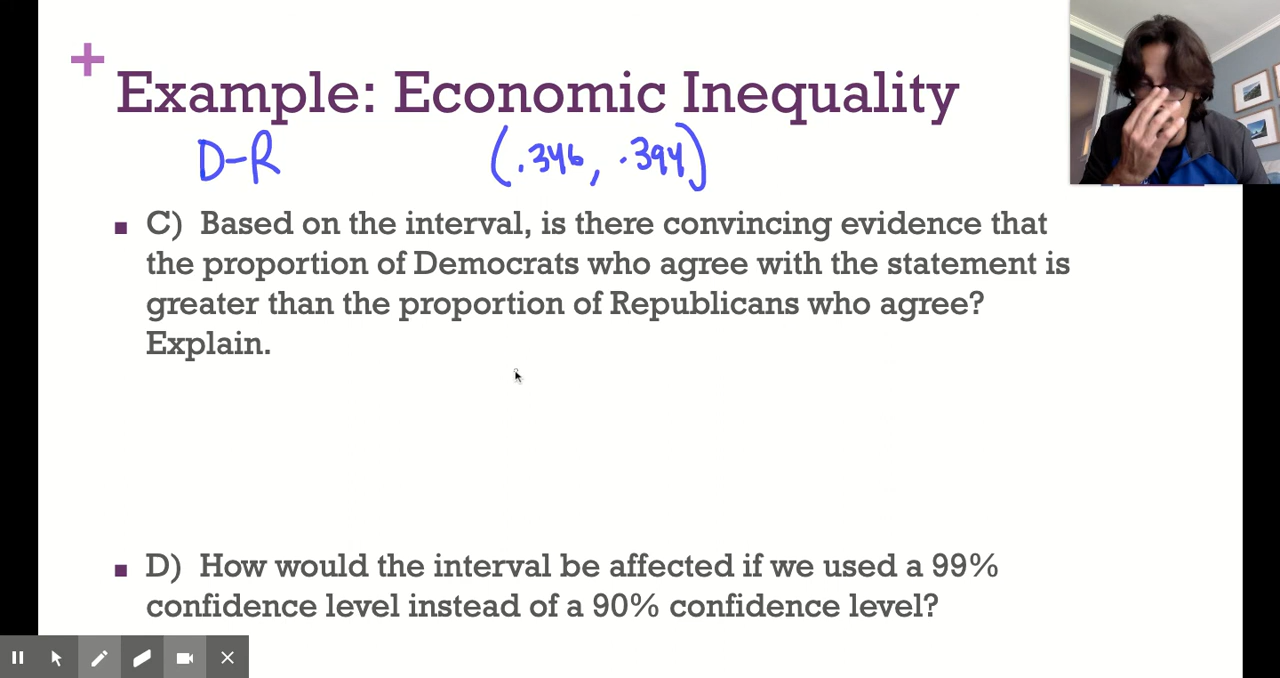 +
Example: Economic Inequality
D-R (.346, .394)
▪ C) Based on the interval, is there convincing evidence that
the proportion of Democrats who agree with the statement is
greater than the proportion of Republicans who agree?
Explain.
▪ D) How would the interval be affected if we used a 99%
confidence level instead of a 90% confidence level?